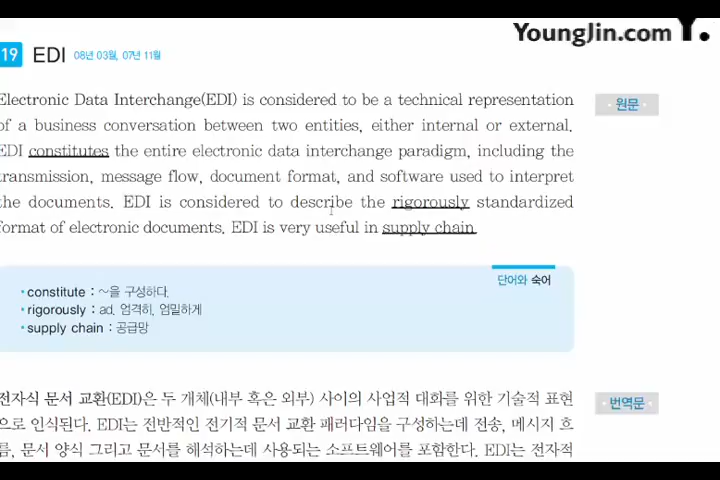 YoungJin.com Y.
19 EDI 08년 03월, 07년 11월
Electronic Data Interchange(EDI) is considered to be a technical representation
원문
of a business conversation between two entities, either internal or external.
EDI constitutes the entire electronic data interchange paradigm, including the
transmission, message flow, document format, and software used to interpret
the documents. EDI is considered to describe the rigorously standardized
format of electronic documents. EDI is very useful in supply chain.
단어와 숙어
• constitute : ~을 구성하다.
• rigorously : ad. 엄격히, 엄밀하게
• supply chain : 공급망
전자식 문서 교환(EDI)은 두 개체(내부 혹은 외부) 사이의 사업적 대화를 위한 기술적 표현
번역문
으로 인식된다. EDI는 전반적인 전기적 문서 교환 패러다임을 구성하는데 전송, 메시지 흐
름, 문서 양식 그리고 문서를 해석하는데 사용되는 소프트웨어를 포함한다. EDI는 전자적